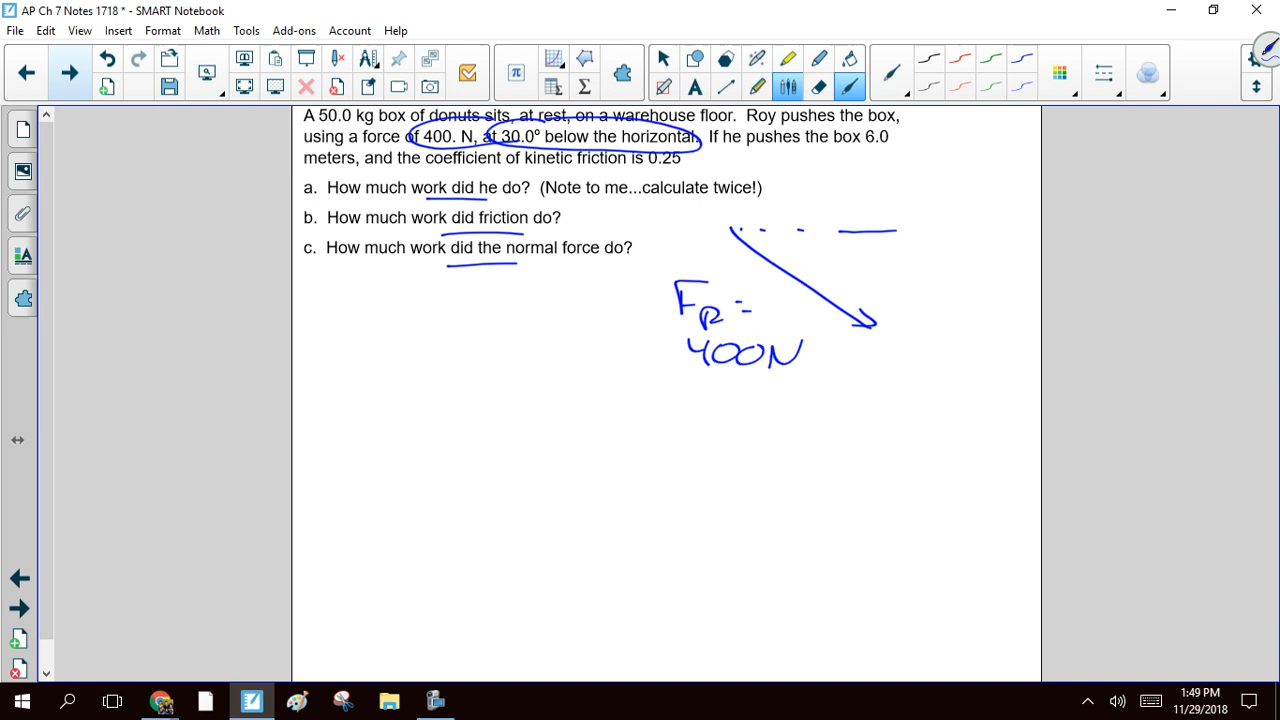 AP Ch 7 Notes 1718 * - SMART Notebook
File Edit View Insert Format Math Tools Add-ons Account Help
A 50.0 kg box of donuts sits, at rest, on a warehouse floor. Roy pushes the box,
using a force of 400. N, at 30.0º below the horizontal. If he pushes the box 6.0
meters, and the coefficient of kinetic friction is 0.25
a. How much work did he do? (Note to me...calculate twice!)
b. How much work did friction do?
c. How much work did the normal force do?
FR =
400N
1:49 PM
11/29/2018